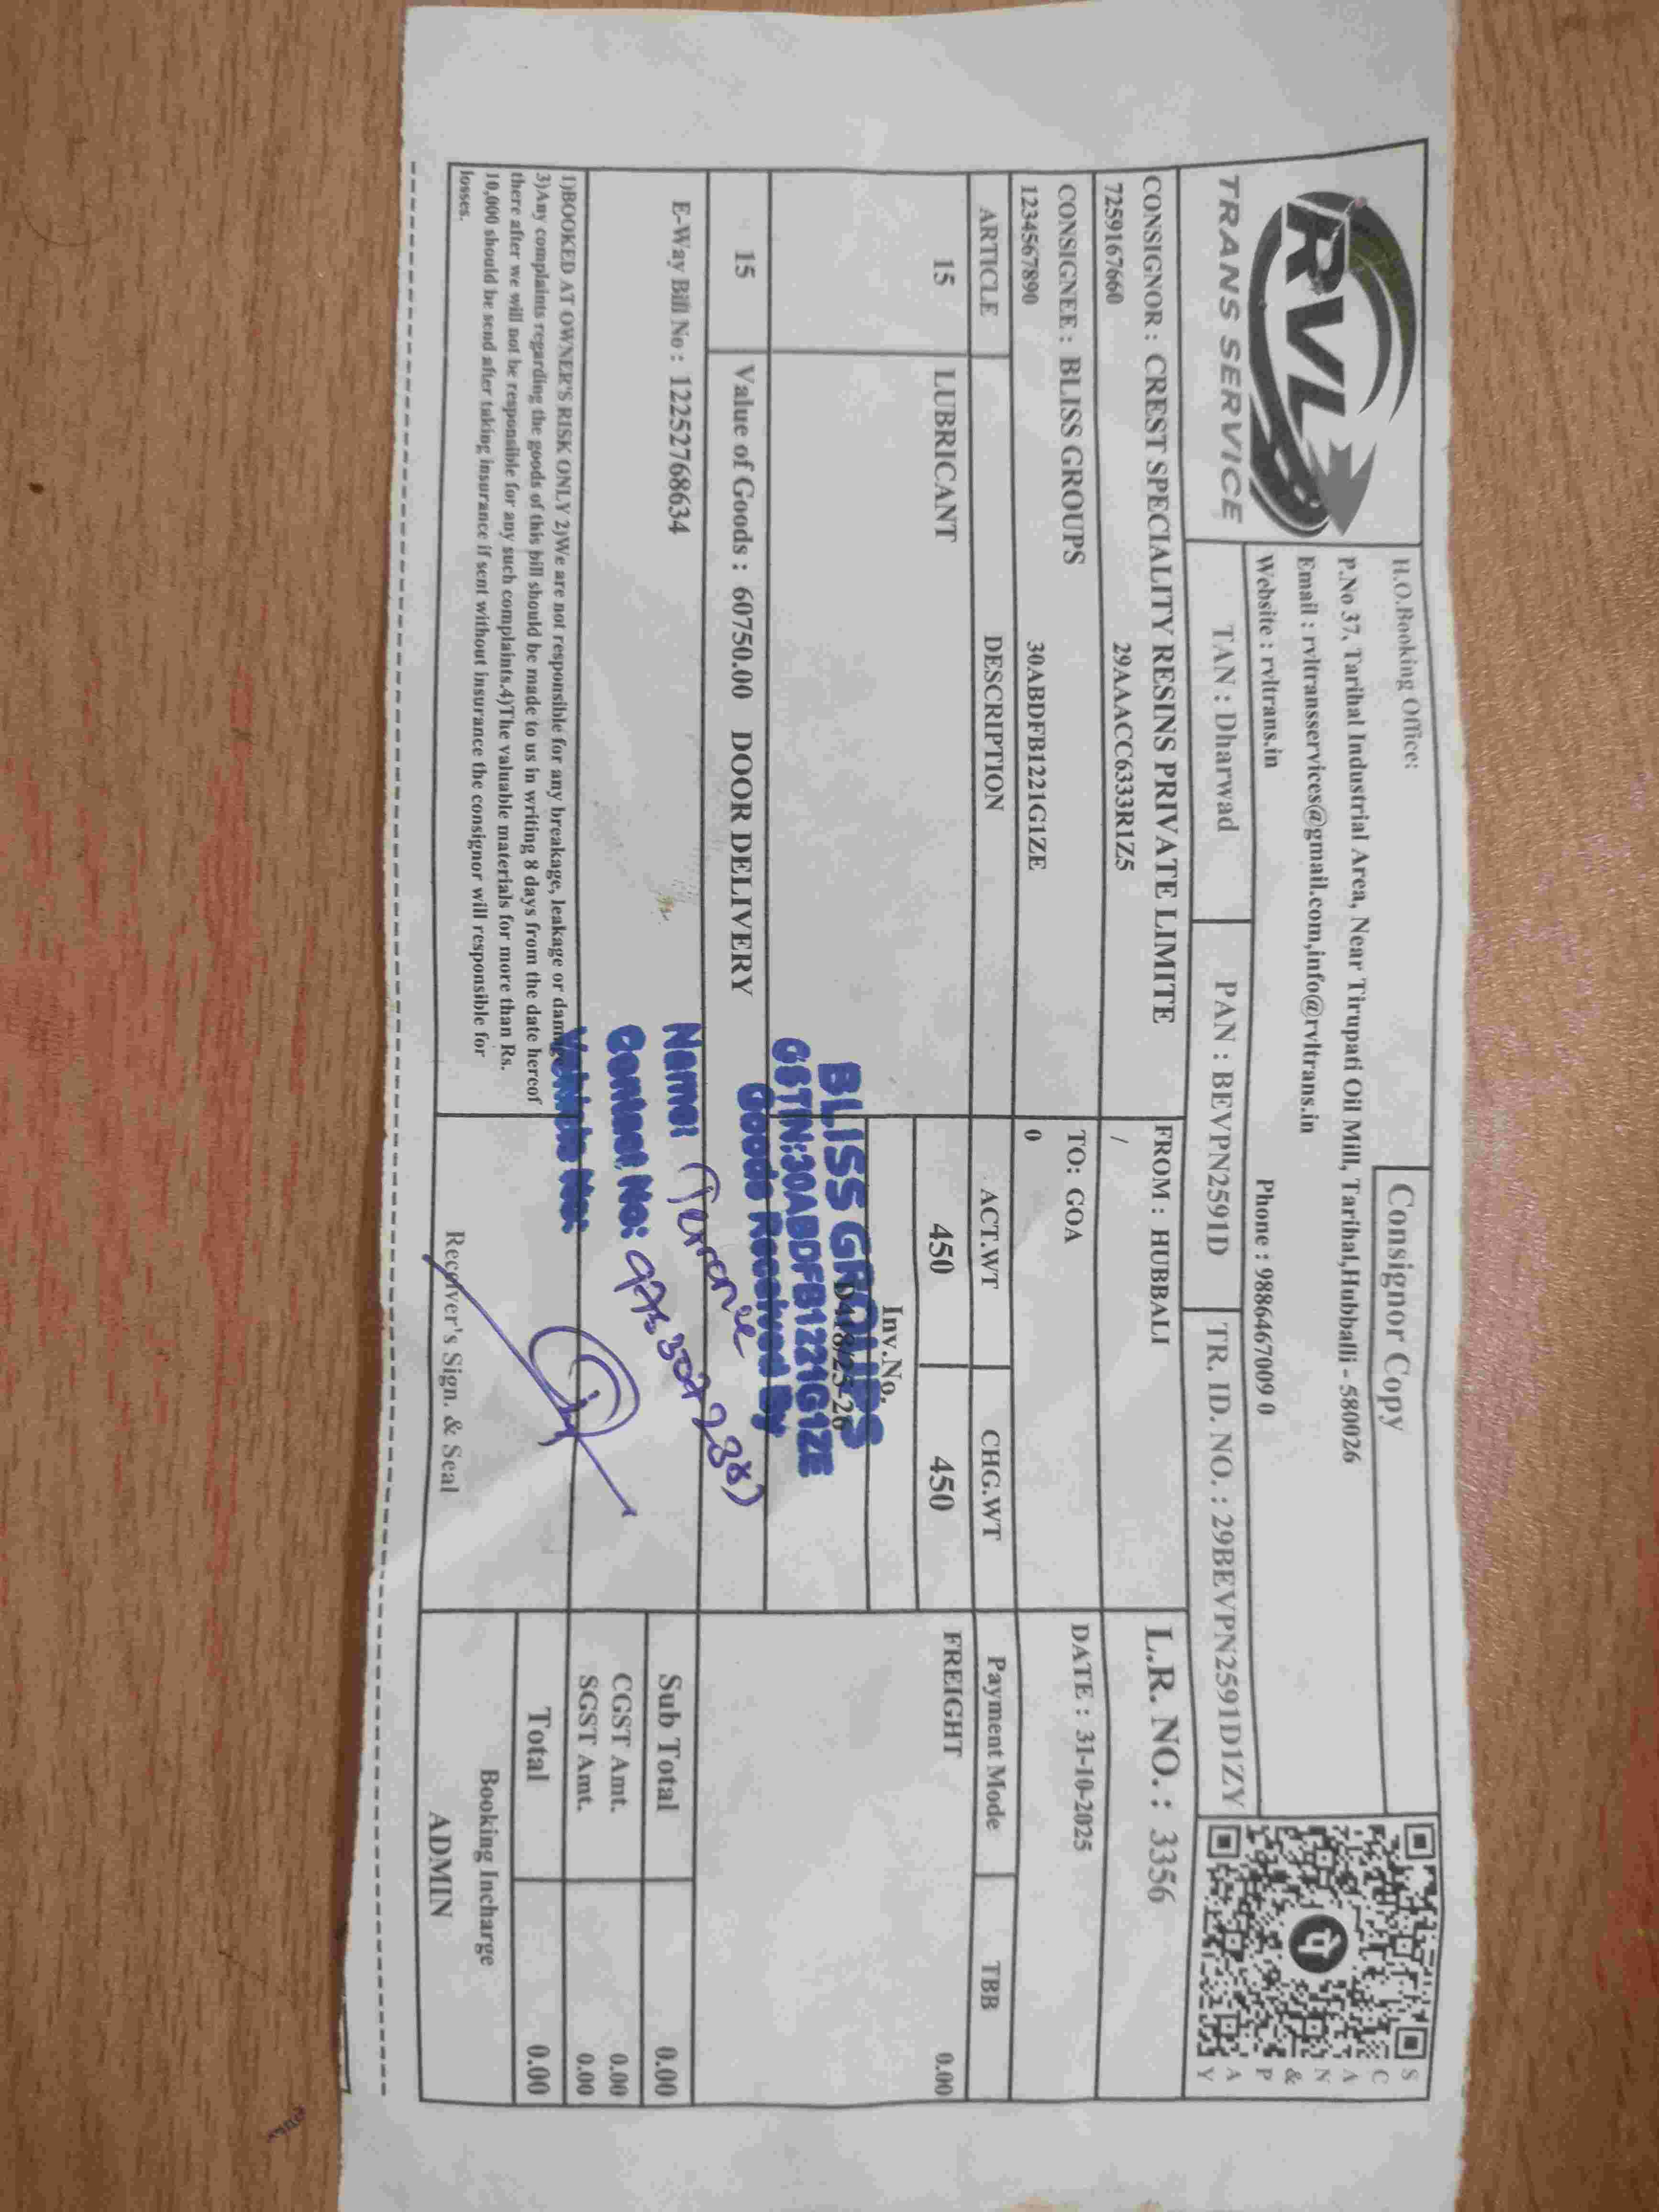 RVL
TRANS SERVICE
H.O.Booking Office:
Consignor Copy
P.No 37, Tarihal Industrial Area, Near Tirupati Oil Mill, Tarihal,Hubballi - 580026
Email : rvltransservices@gmail.com,info@rvltrans.in
Website : rvltrans.in Phone : 9886467009 0
TAN : Dharwad PAN : BEVPN2591D TR. ID. NO. : 29BEVPN2591D1ZY
SCAN & PAY
CONSIGNOR : CREST SPECIALITY RESINS PRIVATE LIMITE FROM : HUBBALI L.R. NO. : 3356
7259167660 29AAACC6333R1Z5 /
CONSIGNEE : BLISS GROUPS TO: GOA DATE : 31-10-2025
1234567890 30ABDFB1221G1ZE 0
ARTICLE DESCRIPTION ACT.WT CHG.WT Payment Mode TBB
15 LUBRICANT 450 450 FREIGHT 0.00
Inv.No.
D418/25-26
BLISS GROUPS
GSTIN:30ABDFB1221G1ZE
Goods Received By
15 Value of Goods : 60750.00 DOOR DELIVERY
Name:
E-Way Bill No : 122527768634 Sub Total 0.00
Contact No:
CGST Amt. 0.00
SGST Amt. 0.00
Vehicle No:
1)BOOKED AT OWNER'S RISK ONLY 2)We are not responsible for any breakage, leakage or damage
3)Any complaints regarding the goods of this bill should be made to us in writing 8 days from the date hereof
there after we will not be responsible for any such complaints.4)The valuable materials for more than Rs.
10,000 should be send after taking insurance if sent without insurance the consignor will responsible for
losses.
Total 0.00
Receiver's Sign. & Seal
Booking Incharge
ADMIN